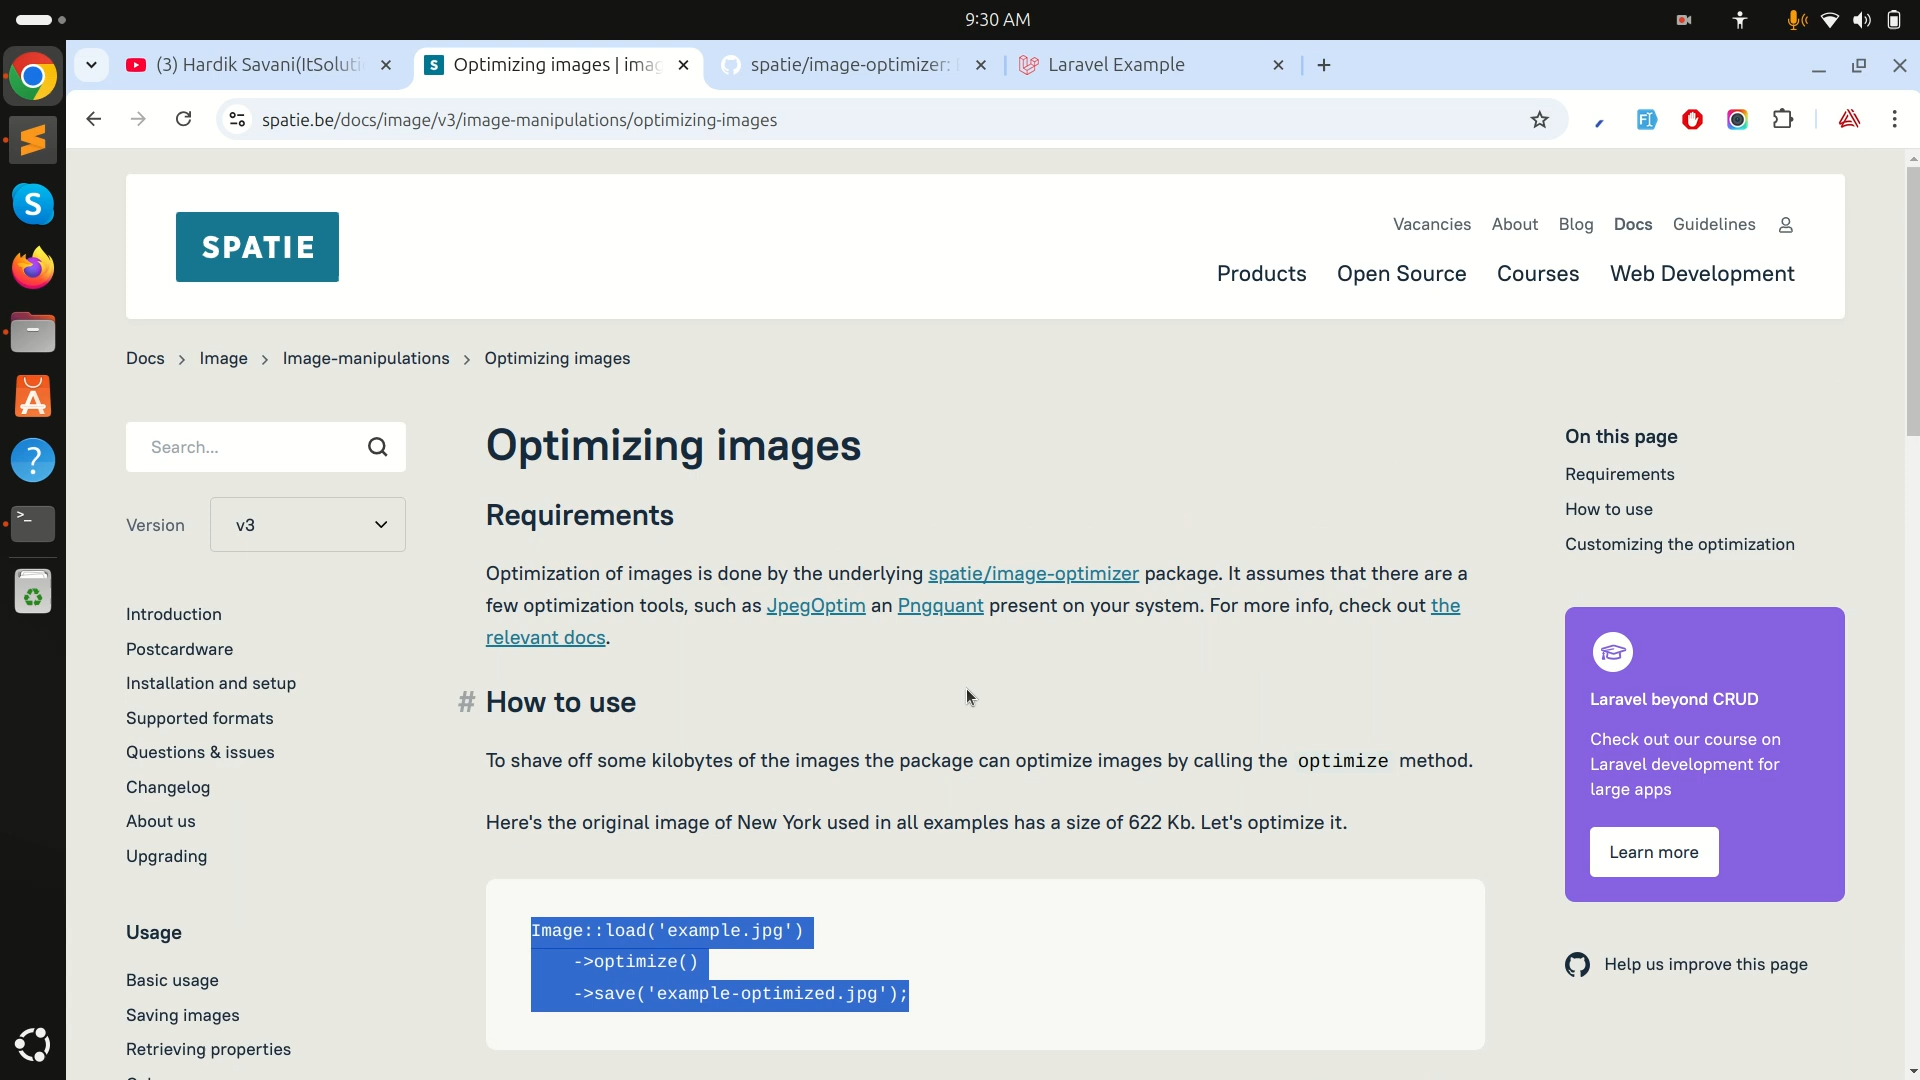 9:30 AM
(3) Hardik Savani(ItSoluti
Optimizing images | imag
spatie/image-optimizer:
Laravel Example
spatie.be/docs/image/v3/image-manipulations/optimizing-images
SPATIE
Vacancies About Blog Docs Guidelines
Products Open Source Courses Web Development
Docs > Image > Image-manipulations > Optimizing images
Search...
Version v3
Introduction
Postcardware
Installation and setup
Supported formats
Questions & issues
Changelog
About us
Upgrading
Usage
Basic usage
Saving images
Retrieving properties
Optimizing images
Requirements
Optimization of images is done by the underlying spatie/image-optimizer package. It assumes that there are a
few optimization tools, such as JpegOptim an Pngquant present on your system. For more info, check out the
relevant docs.
# How to use
To shave off some kilobytes of the images the package can optimize images by calling the optimize method.
Here's the original image of New York used in all examples has a size of 622 Kb. Let's optimize it.
Image::load('example.jpg')
->optimize()
->save('example-optimized.jpg');
On this page
Requirements
How to use
Customizing the optimization
Laravel beyond CRUD
Check out our course on
Laravel development for
large apps
Learn more
Help us improve this page